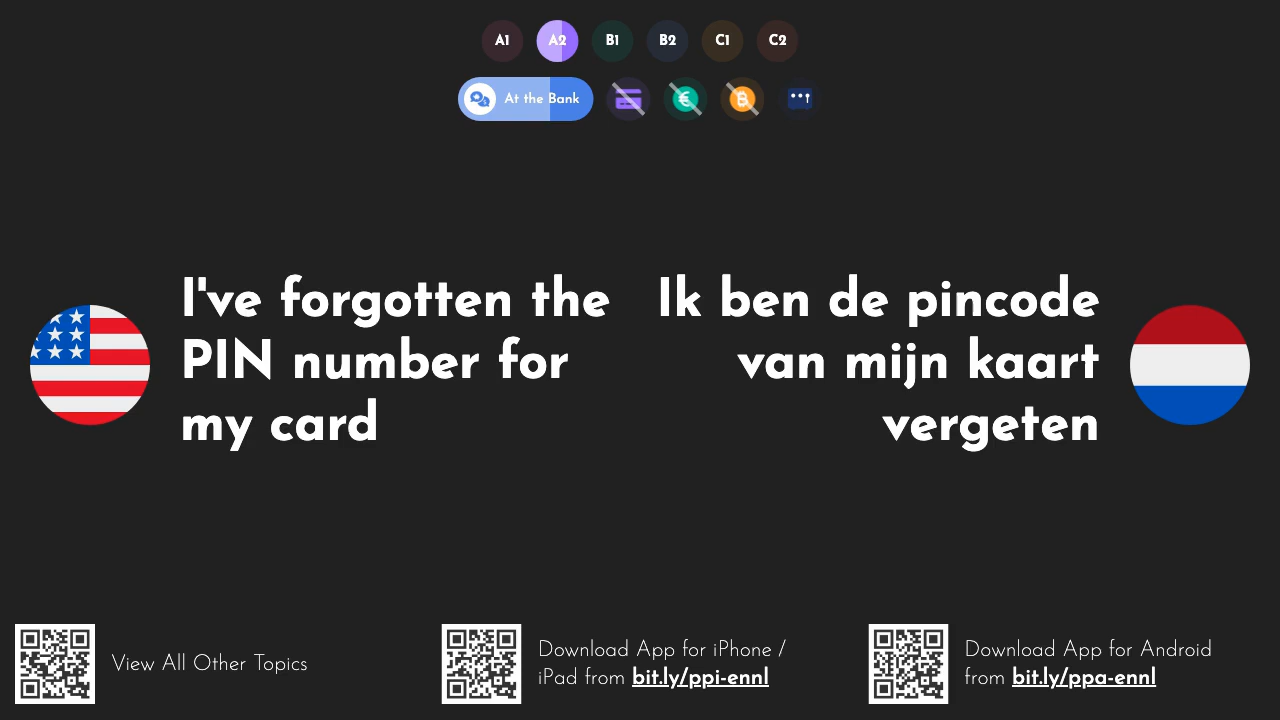 A1 A2 B1 B2 C1 C2
At the Bank
I've forgotten the
PIN number for
my card
Ik ben de pincode
van mijn kaart
vergeten
View All Other Topics
Download App for iPhone /
iPad from bit.ly/ppi-ennl
Download App for Android
from bit.ly/ppa-ennl